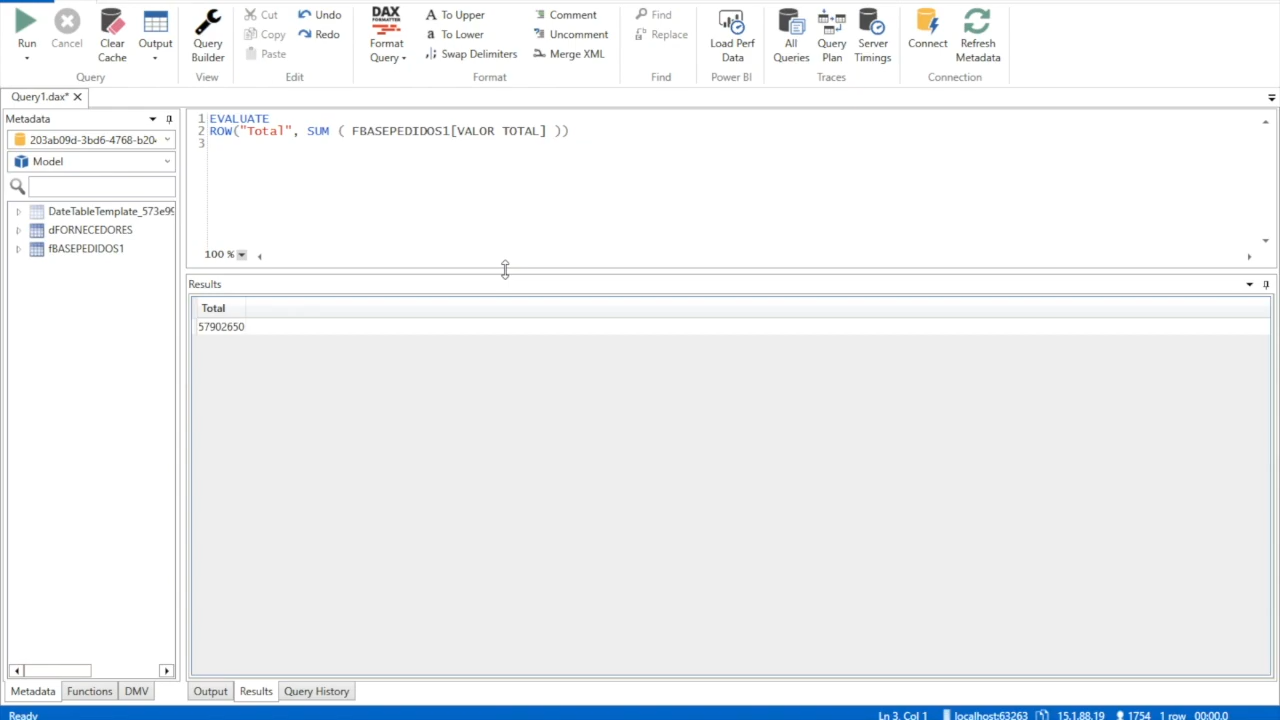 Run
Cancel
Clear Cache
Output
Query
Query Builder
View
Cut
Copy
Paste
Undo
Redo
Edit
DAX FORMATTER
Format Query
A To Upper
a To Lower
Swap Delimiters
Comment
Uncomment
Merge XML
Format
Find
Replace
Find
Load Perf Data
Power BI
All Queries
Query Plan
Server Timings
Traces
Connect
Refresh Metadata
Connection
Query1.dax*
Metadata
203ab09d-3bd6-4768-b20
Model
DateTableTemplate_573e99
dFORNECEDORES
fBASEPEDIDOS1
1 EVALUATE
2 ROW("Total", SUM ( FBASEPEDIDOS1[VALOR TOTAL] ))
3
100 %
Results
Total
57902650
Metadata
Functions
DMV
Output
Results
Query History
Ready
Ln 3, Col 1
localhost:63263
15.1.88.19
1754
1 row
00:00.0